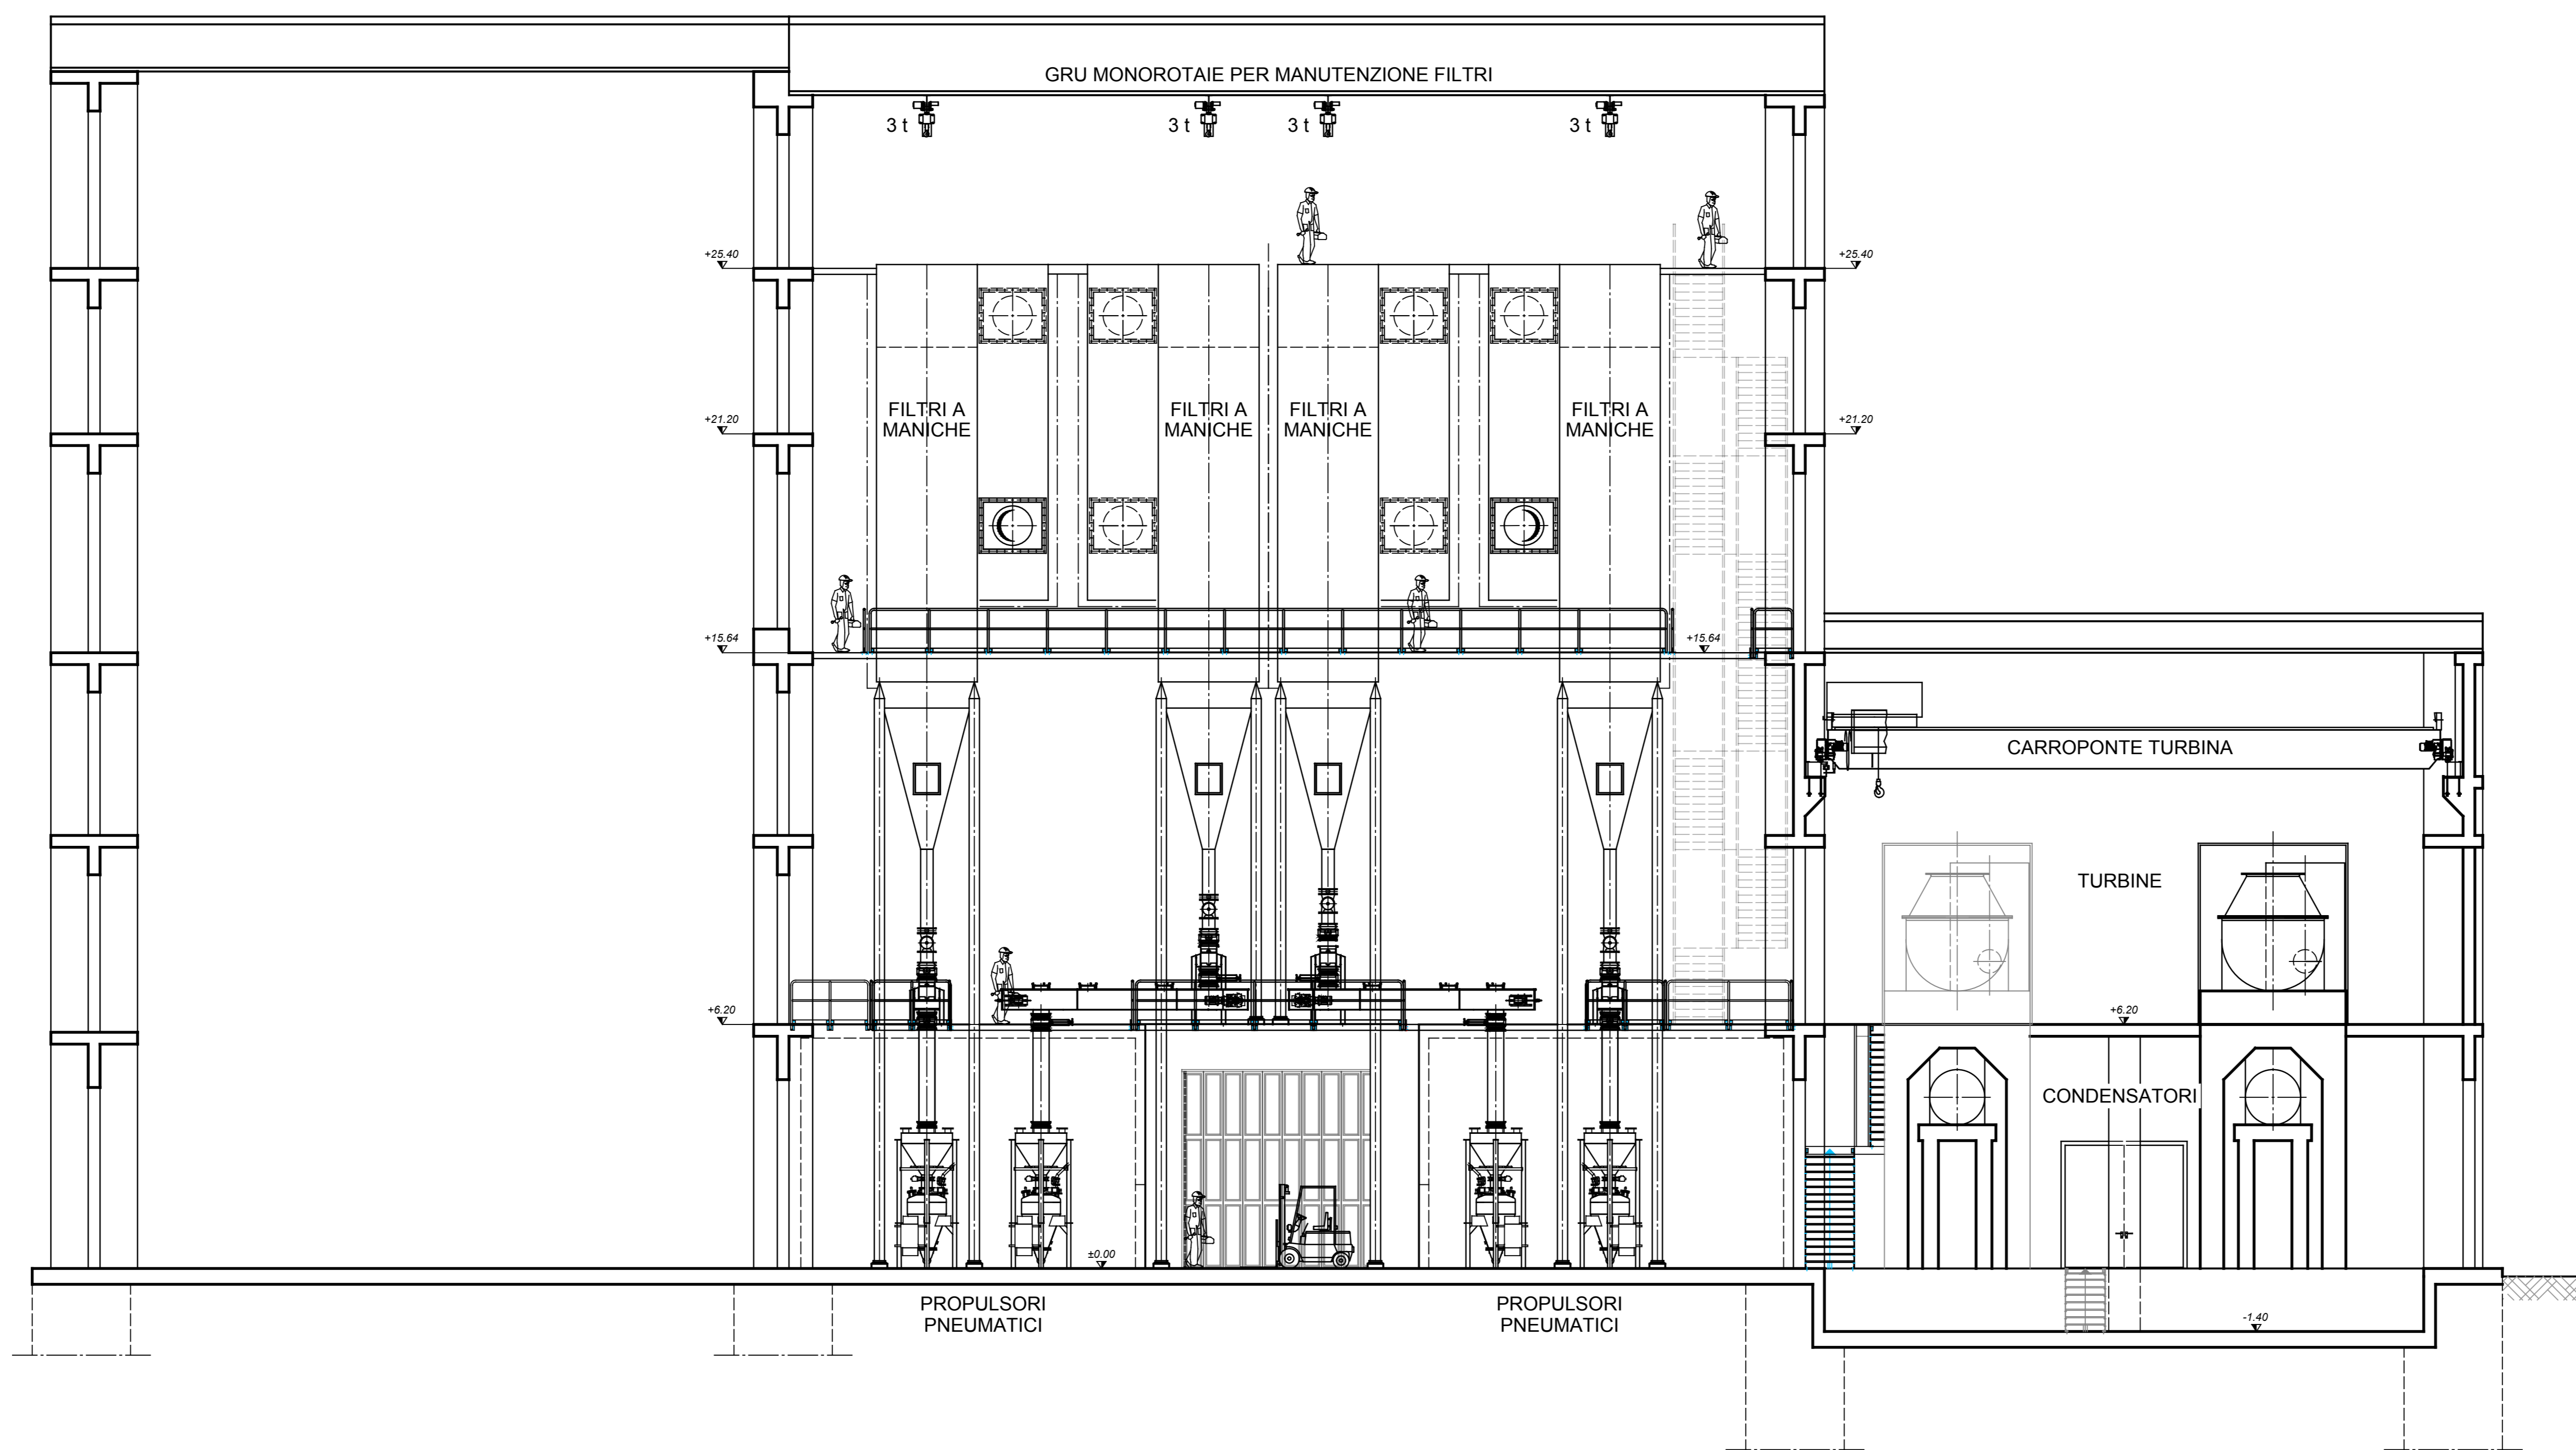 GRU MONOROTAIE PER MANUTENZIONE FILTRI
3 t
3 t
3 t
3 t
+25.40
+25.40
FILTRI A
MANICHE
FILTRI A
MANICHE
FILTRI A
MANICHE
FILTRI A
MANICHE
+21.20
+21.20
+15.64
+15.64
CARROPONTE TURBINA
TURBINE
+6.20
+6.20
CONDENSATORI
±0.00
PROPULSORI
PNEUMATICI
PROPULSORI
PNEUMATICI
-1.40